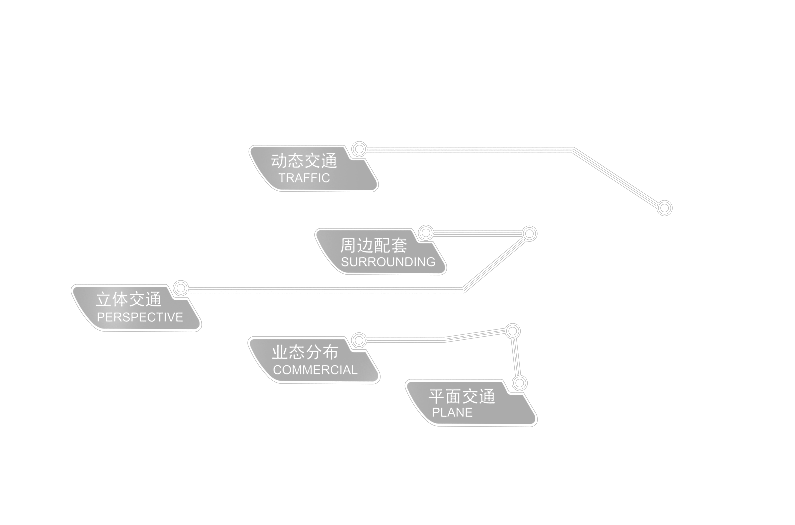 动态交通
TRAFFIC
周边配套
SURROUNDING
立体交通
PERSPECTIVE
业态分布
COMMERCIAL
平面交通
PLANE